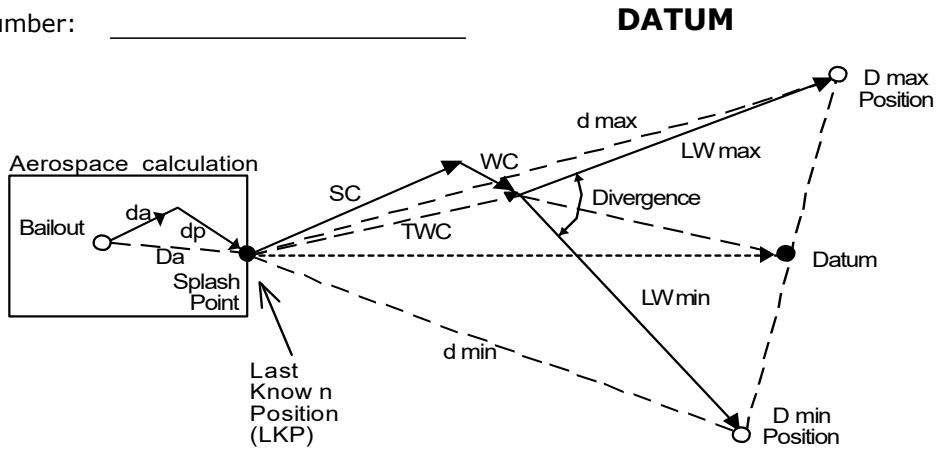 umber:
DATUM
D max
Position
d max
LW max
WC
Aerospace calculation
SC
Divergence
da
Bailout
dp
TWC
Da
Datum
Splash
Point
LW min
d min
Last
Know n
Position
(LKP)
D min
Position